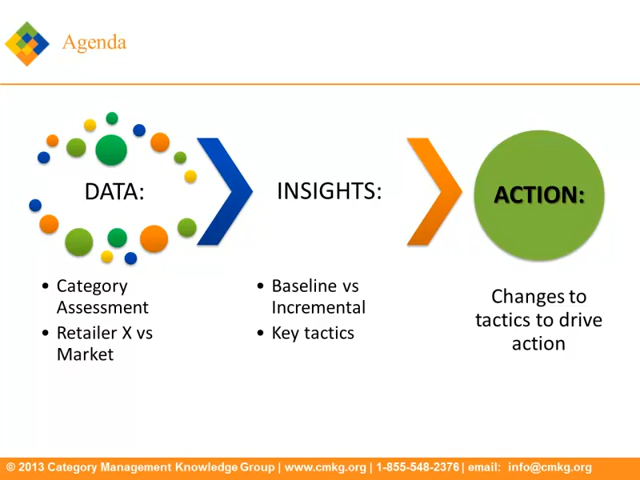 Agenda
DATA:
INSIGHTS:
ACTION:
• Category
Assessment
• Retailer X vs
Market
• Baseline vs
Incremental
• Key tactics
Changes to
tactics to drive
action
© 2013 Category Management Knowledge Group | www.cmkg.org | 1-855-548-2376 | email: info@cmkg.org